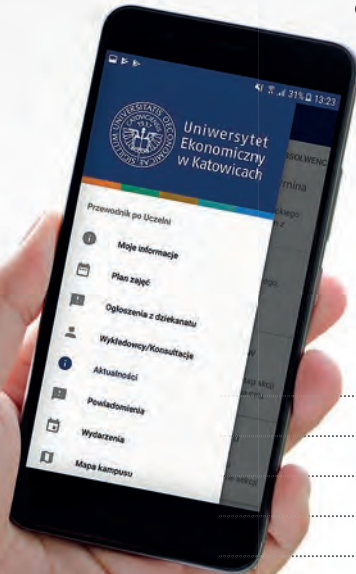 31% 13:23
Uniwersytet
Ekonomiczny
w Katowicach
Przewodnik po Uczelni
Moje informacje
Plan zajęć
Ogłoszenia z dziekanatu
Wykładowcy/Konsultacje
Aktualności
Powiadomienia
Wydarzenia
Mapa kampusu